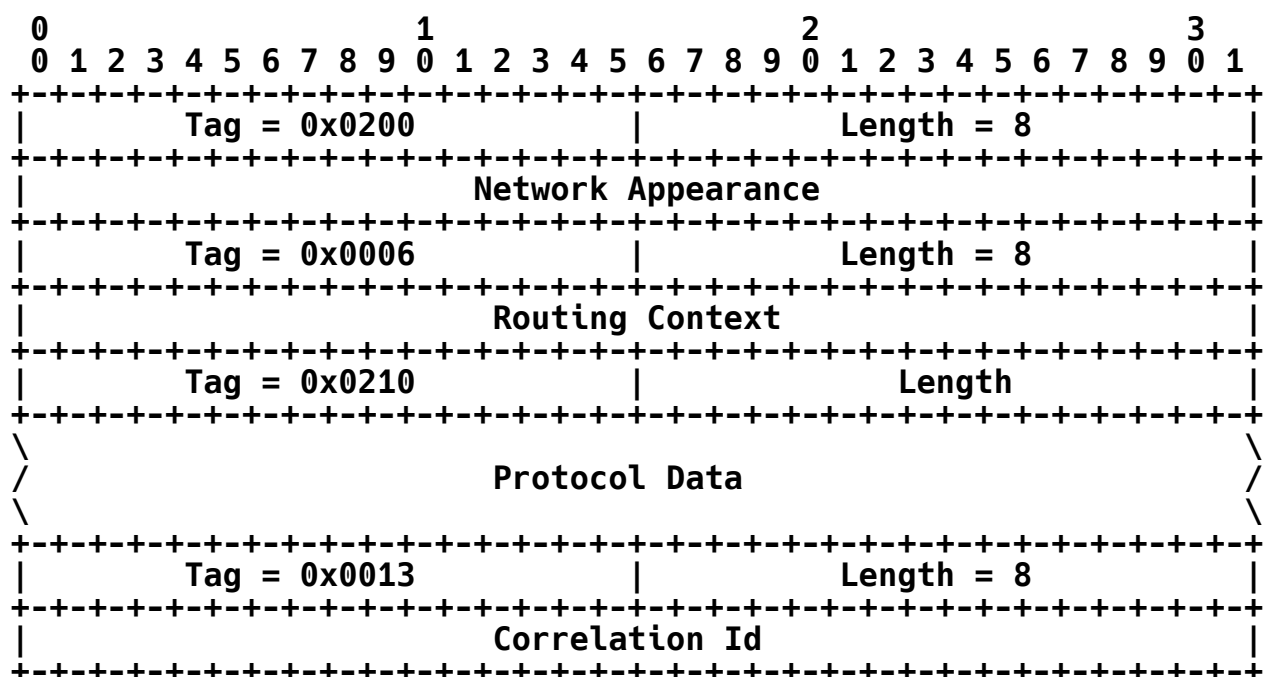 0                   1                   2                   3
 0 1 2 3 4 5 6 7 8 9 0 1 2 3 4 5 6 7 8 9 0 1 2 3 4 5 6 7 8 9 0 1
+-+-+-+-+-+-+-+-+-+-+-+-+-+-+-+-+-+-+-+-+-+-+-+-+-+-+-+-+-+-+-+-+
|        Tag = 0x0200           |          Length = 8           |
+-+-+-+-+-+-+-+-+-+-+-+-+-+-+-+-+-+-+-+-+-+-+-+-+-+-+-+-+-+-+-+-+
|                       Network Appearance                      |
+-+-+-+-+-+-+-+-+-+-+-+-+-+-+-+-+-+-+-+-+-+-+-+-+-+-+-+-+-+-+-+-+
|        Tag = 0x0006           |          Length = 8           |
+-+-+-+-+-+-+-+-+-+-+-+-+-+-+-+-+-+-+-+-+-+-+-+-+-+-+-+-+-+-+-+-+
|                        Routing Context                        |
+-+-+-+-+-+-+-+-+-+-+-+-+-+-+-+-+-+-+-+-+-+-+-+-+-+-+-+-+-+-+-+-+
|        Tag = 0x0210           |             Length            |
+-+-+-+-+-+-+-+-+-+-+-+-+-+-+-+-+-+-+-+-+-+-+-+-+-+-+-+-+-+-+-+-+
\                                                               \
/                        Protocol Data                          /
\                                                               \
+-+-+-+-+-+-+-+-+-+-+-+-+-+-+-+-+-+-+-+-+-+-+-+-+-+-+-+-+-+-+-+-+
|        Tag = 0x0013           |          Length = 8           |
+-+-+-+-+-+-+-+-+-+-+-+-+-+-+-+-+-+-+-+-+-+-+-+-+-+-+-+-+-+-+-+-+
|                        Correlation Id                         |
+-+-+-+-+-+-+-+-+-+-+-+-+-+-+-+-+-+-+-+-+-+-+-+-+-+-+-+-+-+-+-+-+